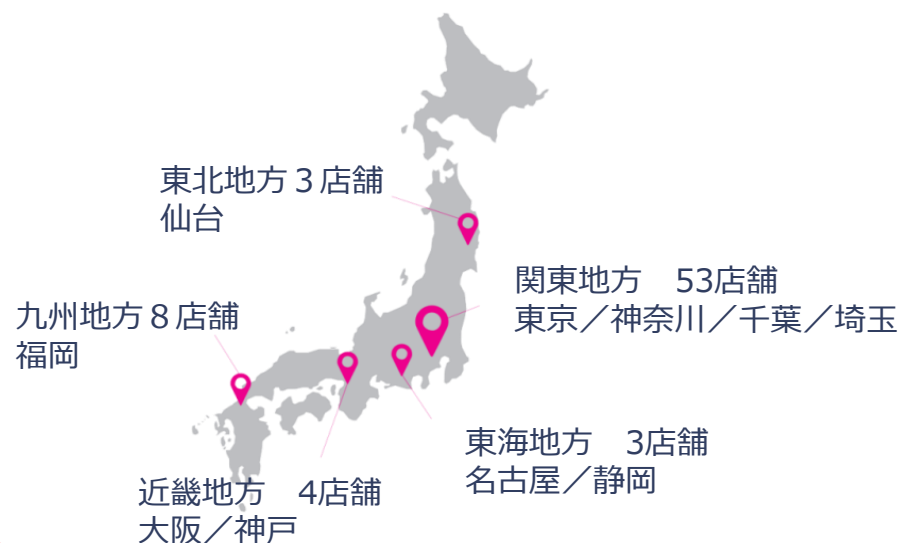 東北地方３店舗
仙台
関東地方　53店舗
東京／神奈川／千葉／埼玉
九州地方８店舗
福岡
東海地方　3店舗
名古屋／静岡
近畿地方　4店舗
大阪／神戸